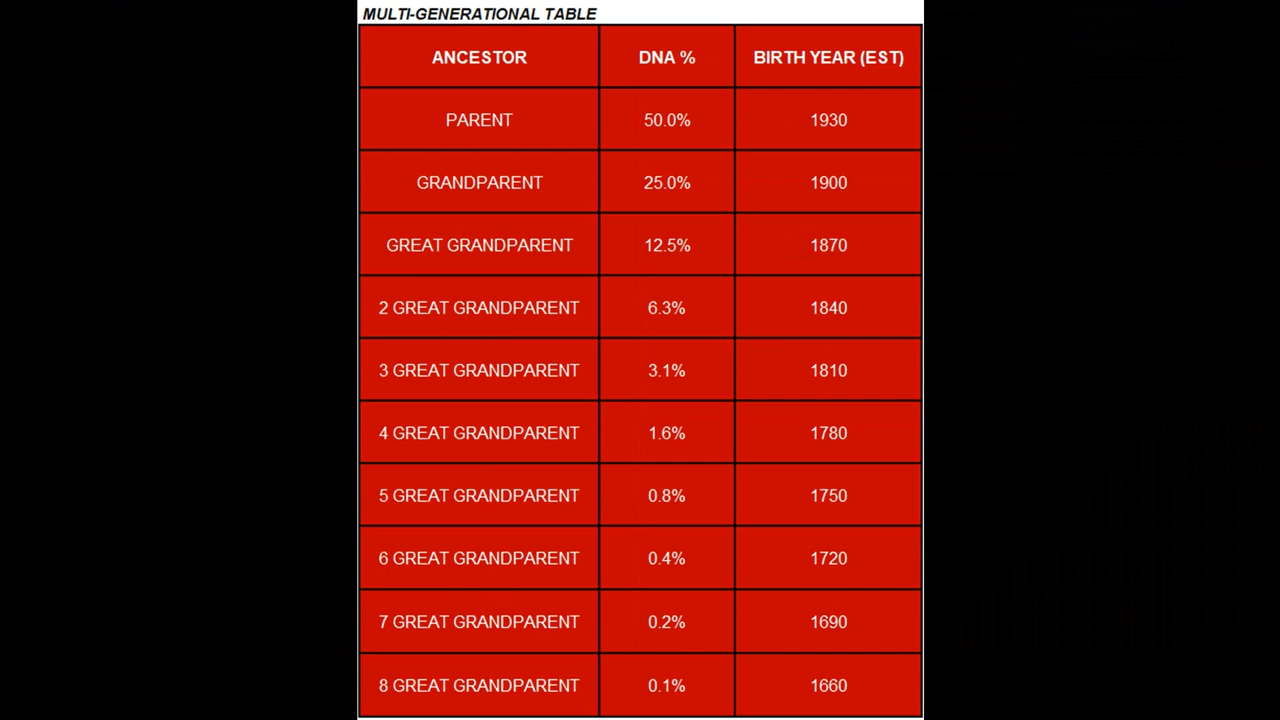 MULTI-GENERATIONAL TABLE
ANCESTOR DNA % BIRTH YEAR (EST)
PARENT 50.0% 1930
GRANDPARENT 25.0% 1900
GREAT GRANDPARENT 12.5% 1870
2 GREAT GRANDPARENT 6.3% 1840
3 GREAT GRANDPARENT 3.1% 1810
4 GREAT GRANDPARENT 1.6% 1780
5 GREAT GRANDPARENT 0.8% 1750
6 GREAT GRANDPARENT 0.4% 1720
7 GREAT GRANDPARENT 0.2% 1690
8 GREAT GRANDPARENT 0.1% 1660